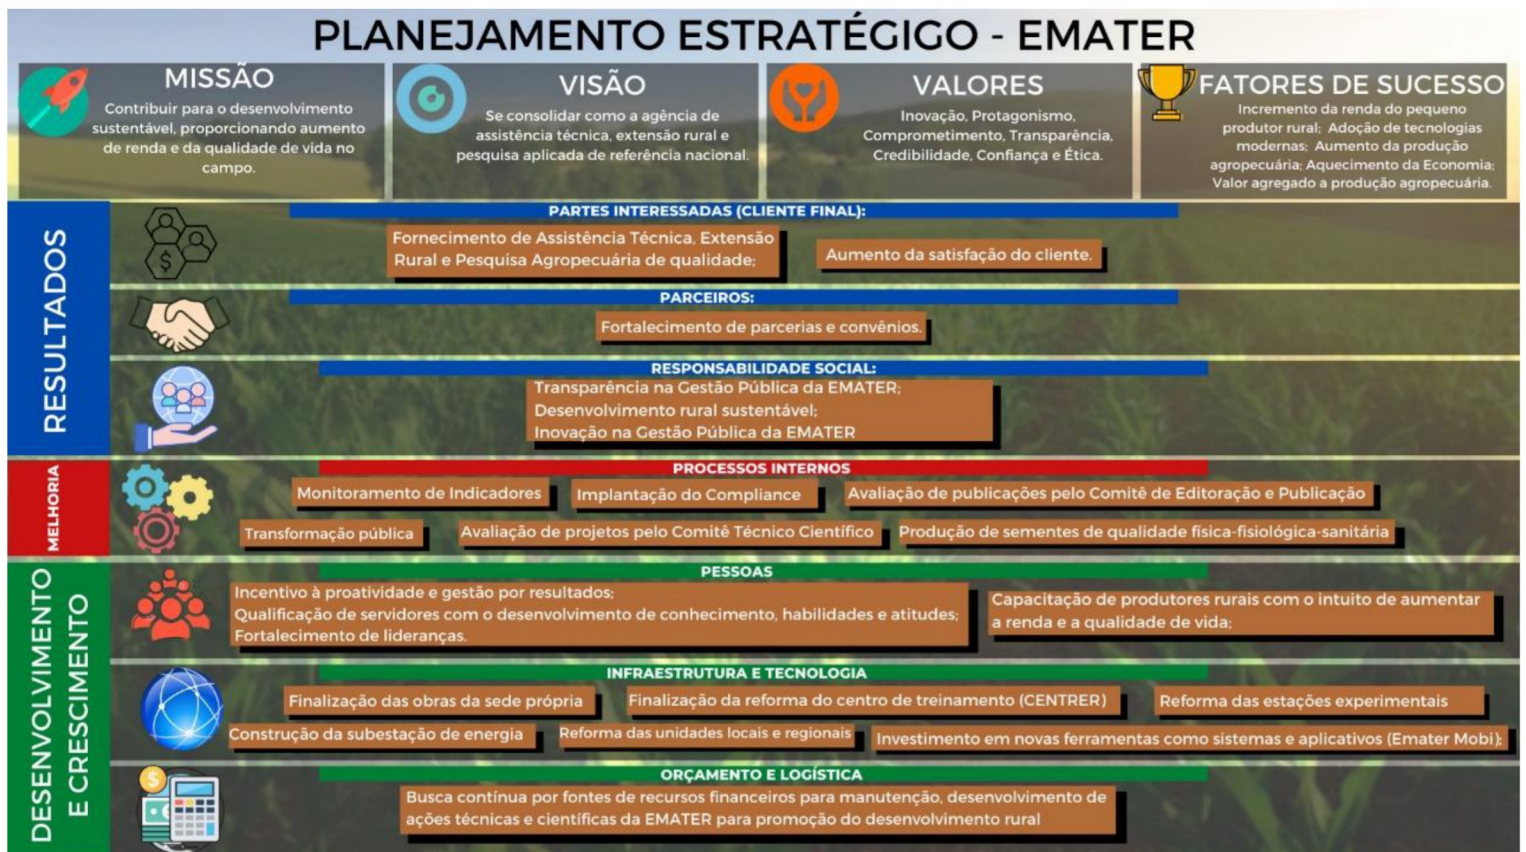 PLANEJAMENTO ESTRATÉGIGO - EMATER
MISSÃO
Contribuir para o desenvolvimento
sustentável, proporcionando aumento
de renda e da qualidade de vida no
campo.
VISÃO
Se consolidar como a agência de
assistência técnica, extensão rural e
pesquisa aplicada de referência nacional.
VALORES
Inovação, Protagonismo,
Comprometimento, Transparência,
Credibilidade, Confiança e Ética.
FATORES DE SUCESSO
Incremento da renda do pequeno
produtor rural; Adoção de tecnologias
modernas; Aumento da produção
agropecuária; Aquecimento da Economia;
Valor agregado a produção agropecuária.
RESULTADOS
PARTES INTERESSADAS (CLIENTE FINAL):
Fornecimento de Assistência Técnica, Extensão
Rural e Pesquisa Agropecuária de qualidade;
Aumento da satisfação do cliente.
PARCEIROS:
Fortalecimento de parcerias e convênios.
RESPONSABILIDADE SOCIAL:
Transparência na Gestão Pública da EMATER;
Desenvolvimento rural sustentável;
Inovação na Gestão Pública da EMATER
MELHORIA
PROCESSOS INTERNOS
Monitoramento de Indicadores
Implantação do Compliance
Avaliação de publicações pelo Comitê de Editoração e Publicação
Transformação pública
Avaliação de projetos pelo Comitê Técnico Científico
Produção de sementes de qualidade física-fisiológica-sanitária
DESENVOLVIMENTO
E CRESCIMENTO
PESSOAS
Incentivo à proatividade e gestão por resultados;
Qualificação de servidores com o desenvolvimento de conhecimento, habilidades e atitudes;
Fortalecimento de lideranças.
Capacitação de produtores rurais com o intuito de aumentar
a renda e a qualidade de vida;
INFRAESTRUTURA E TECNOLOGIA
Finalização das obras da sede própria
Finalização da reforma do centro de treinamento (CENTRER)
Reforma das estações experimentais
Construção da subestação de energia
Reforma das unidades locais e regionais
Investimento em novas ferramentas como sistemas e aplicativos (Emater Mobi);
ORÇAMENTO E LOGÍSTICA
Busca contínua por fontes de recursos financeiros para manutenção, desenvolvimento de
ações técnicas e científicas da EMATER para promoção do desenvolvimento rural